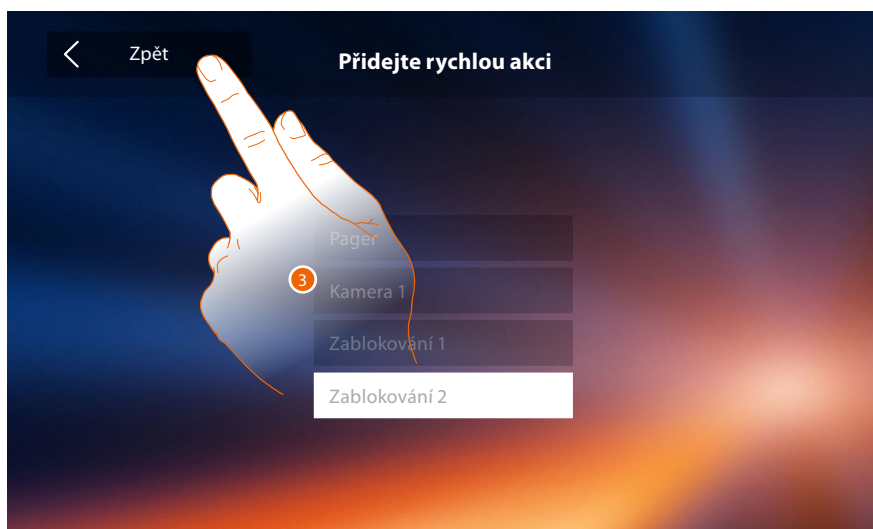 Zpět
Přidejte rychlou akci
Pager
3
Kamera 1
Zablokování 1
Zablokování 2